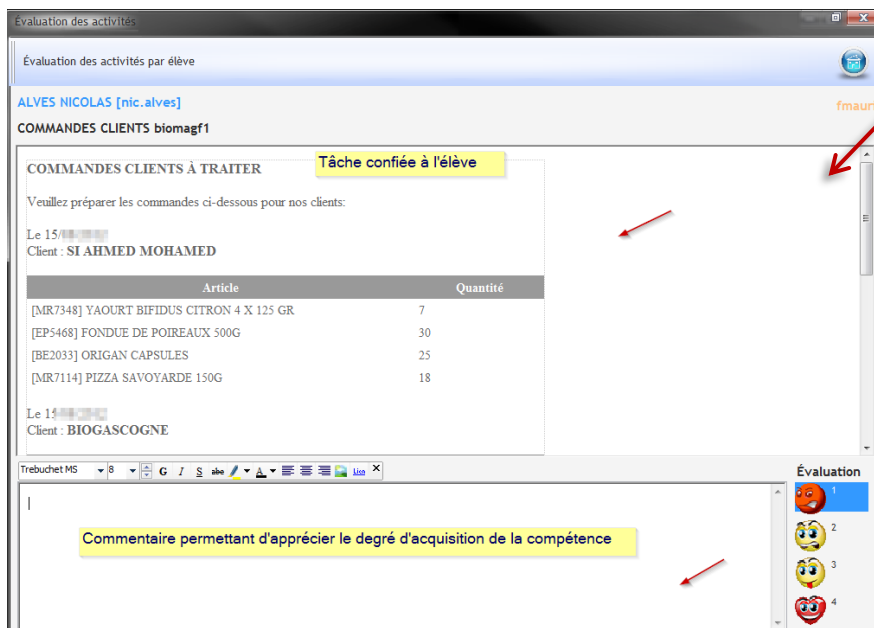 Évaluation des activités
Évaluation des activités par élève
ALVES NICOLAS [nic.alves]
fmaur
COMMANDES CLIENTS biomagf1
Tâche confiée à l'élève
COMMANDES CLIENTS À TRAITER
Veuillez préparer les commandes ci-dessous pour nos clients:
Le 15/
Client : SI AHMED MOHAMED
Article Quantité
[MR7348] YAOURT BIFIDUS CITRON 4 X 125 GR 7
[EP5468] FONDUE DE POIREAUX 500G 30
[BE2033] ORIGAN CAPSULES 25
[MR7114] PIZZA SAVOYARDE 150G 18
Le 15
Client : BIOGASCOGNE
Trebuchet MS 8 G I S abc A Lien X
Évaluation
1
Commentaire permettant d'apprécier le degré d'acquisition de la compétence
2
3
4